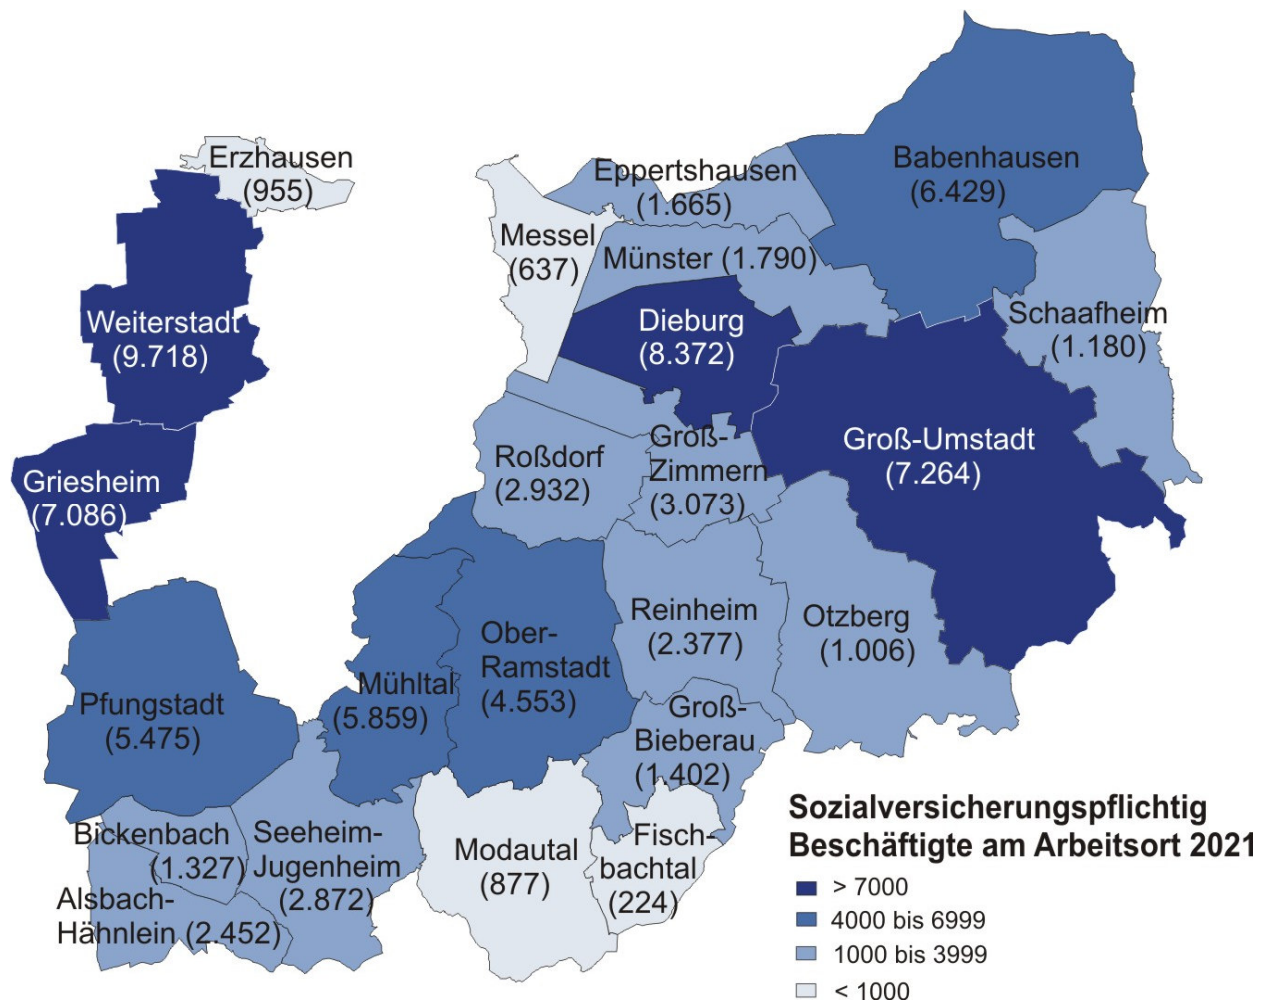 Erzhausen
(955)
Eppertshausen
(1.665)
Babenhausen
(6.429)
Messel
(637)
Münster (1.790)
Weiterstadt
(9.718)
Dieburg
(8.372)
Schaafheim
(1.180)
Griesheim
(7.086)
Roßdorf
(2.932)
Groß-
Zimmern
(3.073)
Groß-Umstadt
(7.264)
Reinheim
(2.377)
Otzberg
(1.006)
Ober-
Ramstadt
(4.553)
Mühltal
(5.859)
Pfungstadt
(5.475)
Groß-
Bieberau
(1.402)
Bickenbach
(1.327)
Seeheim-
Jugenheim
(2.872)
Modautal
(877)
Fisch-
bachtal
(224)
Alsbach-
Hähnlein (2.452)
Sozialversicherungspflichtig
Beschäftigte am Arbeitsort 2021
> 7000
4000 bis 6999
1000 bis 3999
< 1000